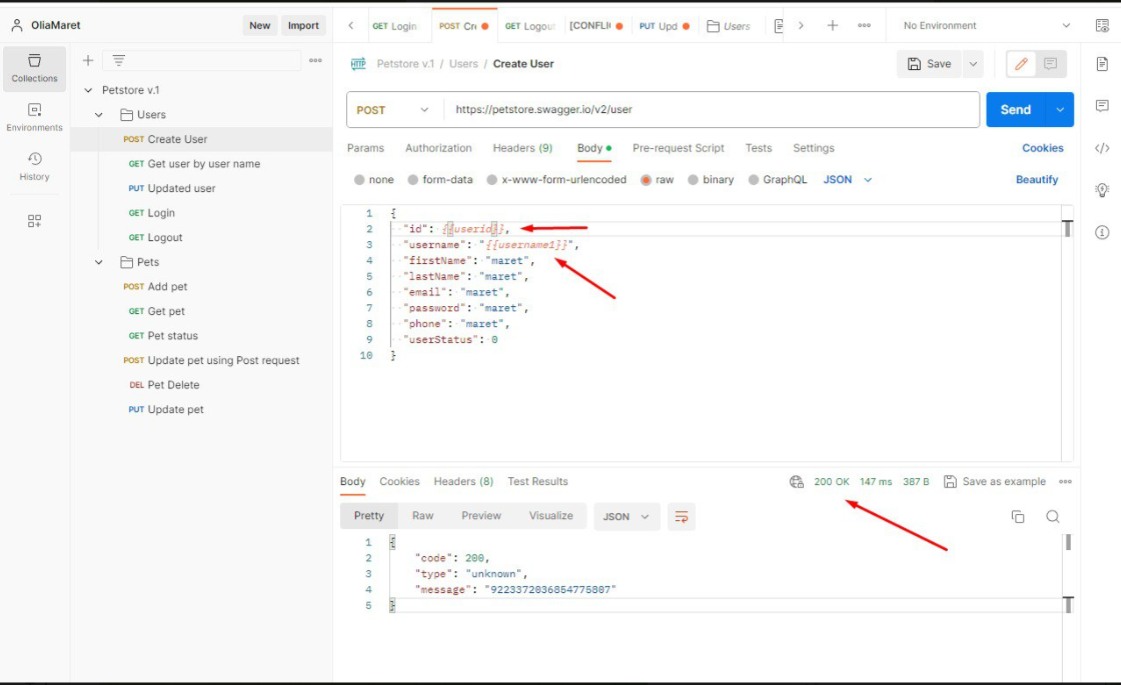 OliaMaret
New
Import
GET Login
POST Cr
GET Logout
[CONFLI
PUT Upd
Users
No Environment
Collections
Environments
History
Petstore v.1
Users
POST Create User
GET Get user by user name
PUT Updated user
GET Login
GET Logout
Pets
POST Add pet
GET Get pet
GET Pet status
POST Update pet using Post request
DEL Pet Delete
PUT Update pet
HTTP
Petstore v.1 / Users / Create User
Save
POST
https://petstore.swagger.io/v2/user
Send
Params Authorization Headers (9) Body Pre-request Script Tests Settings
Cookies
none form-data x-www-form-urlencoded raw binary GraphQL JSON
Beautify
1 {
2 "id": {{userid}},
3 "username": "{{username1}}",
4 "firstName": "maret",
5 "lastName": "maret",
6 "email": "maret",
7 "password": "maret",
8 "phone": "maret",
9 "userStatus": 0
10 }
Body Cookies Headers (8) Test Results
200 OK 147 ms 387 B Save as example
Pretty Raw Preview Visualize JSON
1 {
2 "code": 200,
3 "type": "unknown",
4 "message": "9223372036854775807"
5 }